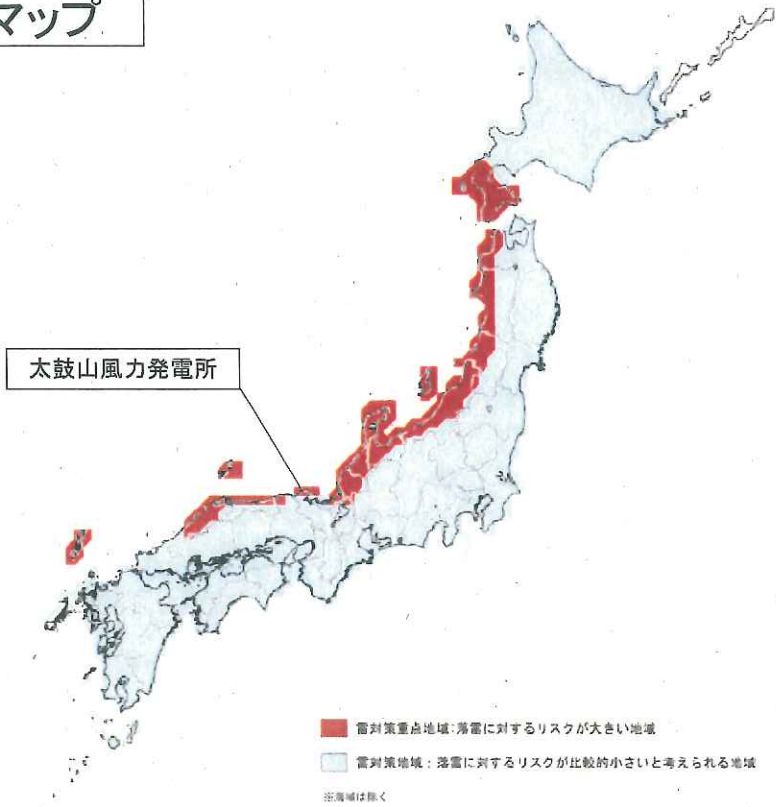 マップ
太鼓山風力発電所
雷対策重点地域:落雷に対するリスクが大きい地域
雷対策地域:落雷に対するリスクが比較的小さいと考えられる地域
※海域は除く